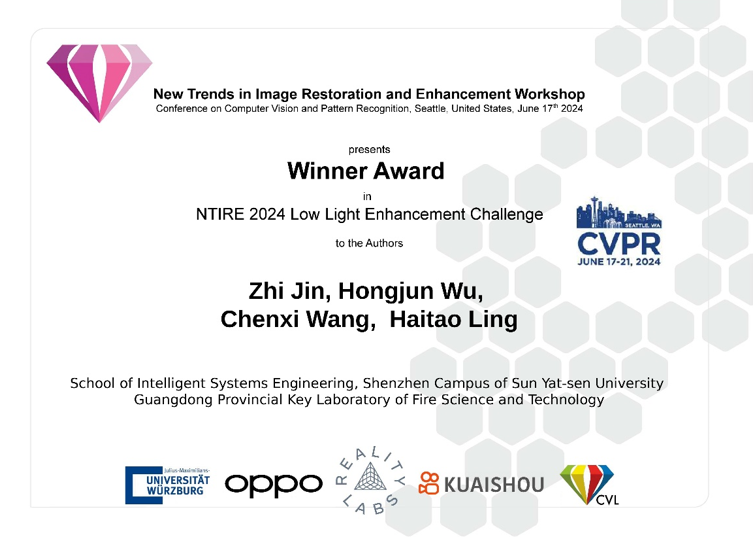 New Trends in Image Restoration and Enhancement Workshop
Conference on Computer Vision and Pattern Recognition, Seattle, United States, June 17th 2024
presents
Winner Award
in
NTIRE 2024 Low Light Enhancement Challenge
to the Authors
SEATTLE, WA
CVPR
JUNE 17-21, 2024
Zhi Jin, Hongjun Wu,
Chenxi Wang, Haitao Ling
School of Intelligent Systems Engineering, Shenzhen Campus of Sun Yat-sen University
Guangdong Provincial Key Laboratory of Fire Science and Technology
Julius-Maximilians-
UNIVERSITÄT
WÜRZBURG
oppo
REALITY
LABS
KUAISHOU
CVL